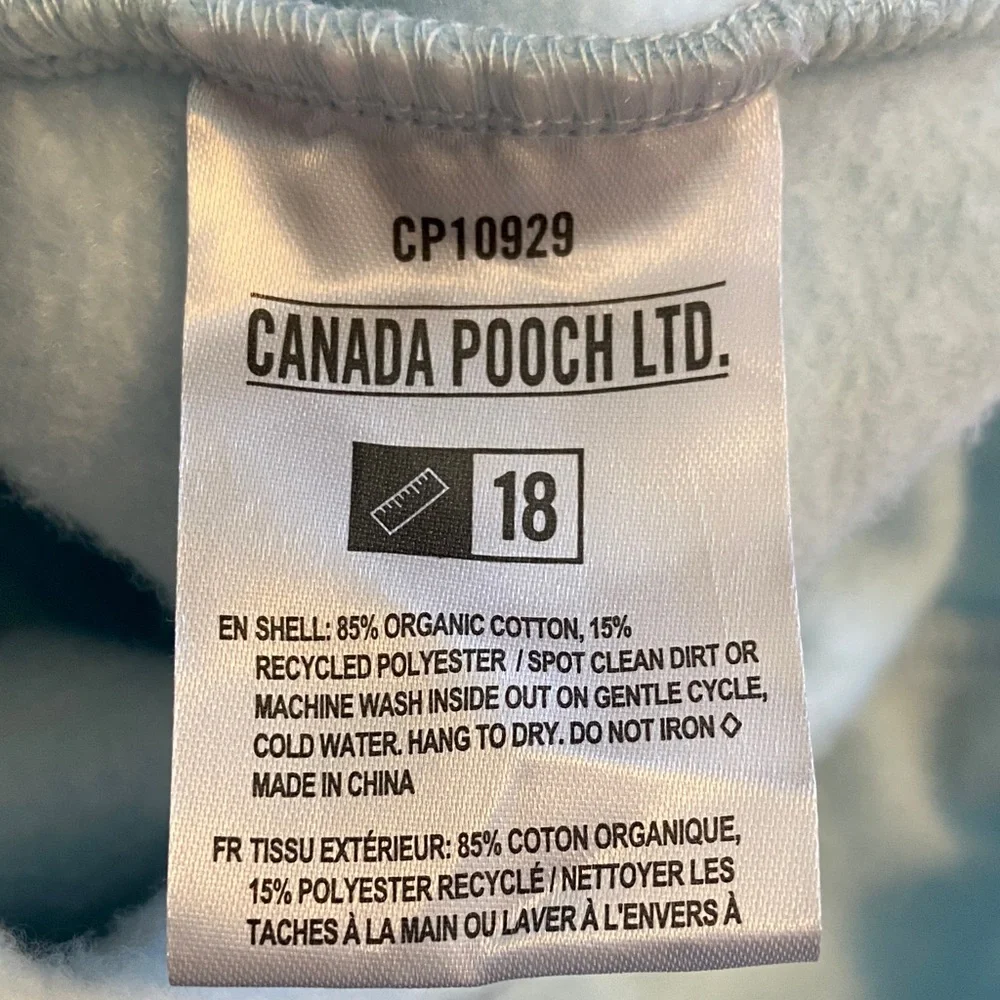 CP10929
CANADA POOCH LTD.
18
EN SHELL: 85% ORGANIC COTTON, 15%
RECYCLED POLYESTER / SPOT CLEAN DIRT OR
MACHINE WASH INSIDE OUT ON GENTLE CYCLE,
COLD WATER. HANG TO DRY. DO NOT IRON ◇
MADE IN CHINA
FR TISSU EXTÉRIEUR: 85% COTON ORGANIQUE,
15% POLYESTER RECYCLÉ / NETTOYER LES
TACHES À LA MAIN OU LAVER À L'ENVERS À